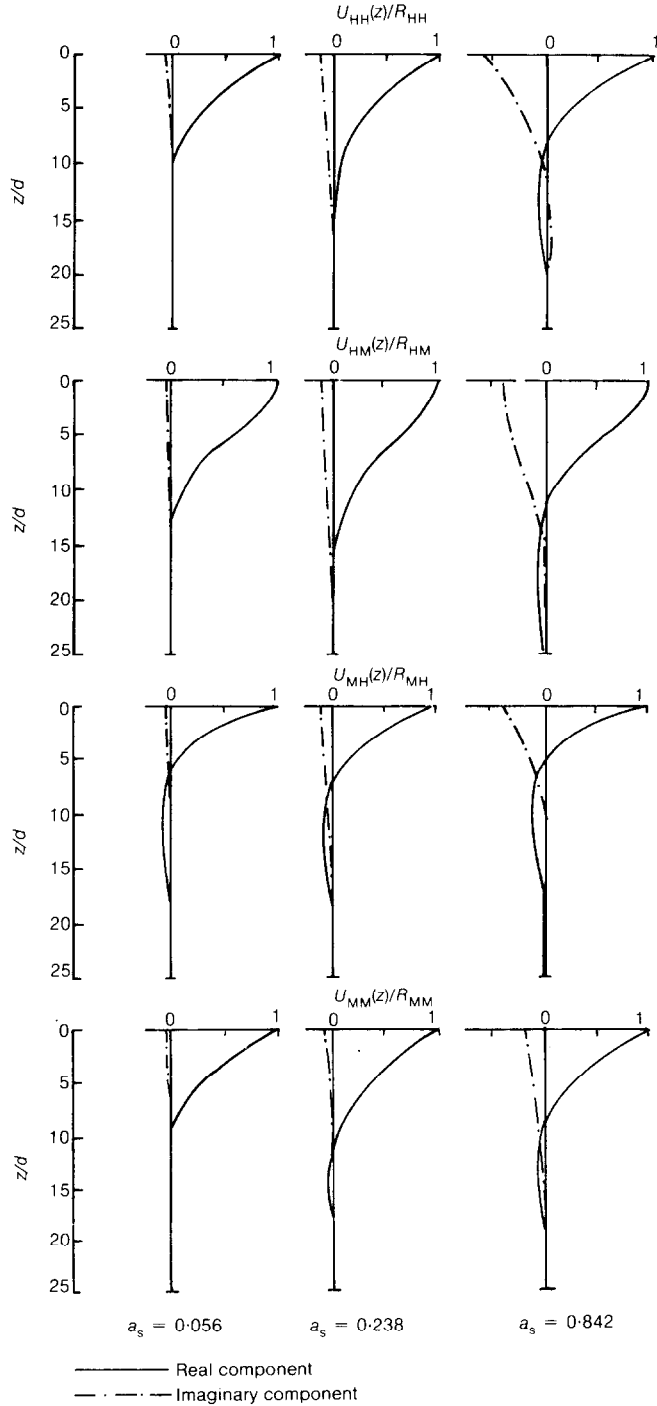 U_HH(z)/R_HH
0 1 0 1 0 1
0
5
10
15
20
25
z/d
U_HM(z)/R_HM
0 1 0 1 0 1
0
5
10
15
20
25
z/d
U_MH(z)/R_MH
0 1 0 1 0 1
0
5
10
15
20
25
z/d
U_MM(z)/R_MM
0 1 0 1 0 1
0
5
10
15
20
25
z/d
a_s = 0·056 a_s = 0·238 a_s = 0·842
Real component
Imaginary component